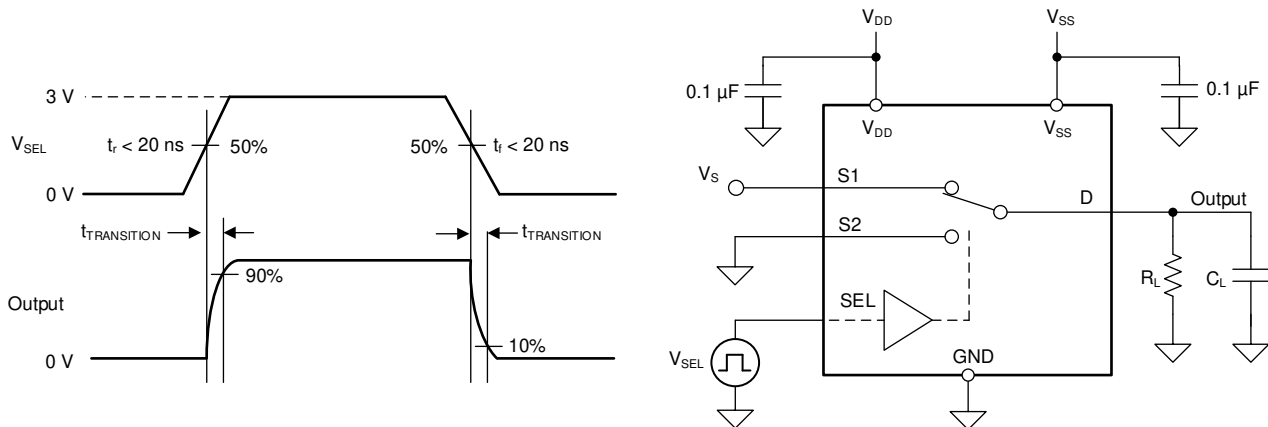 3 V
V_SEL
t_r < 20 ns
50%
50%
t_f < 20 ns
0 V
t_TRANSITION
t_TRANSITION
90%
Output
10%
0 V
V_DD
V_SS
0.1 µF
0.1 µF
V_DD
V_SS
V_S
S1
D
Output
S2
R_L
C_L
SEL
V_SEL
GND